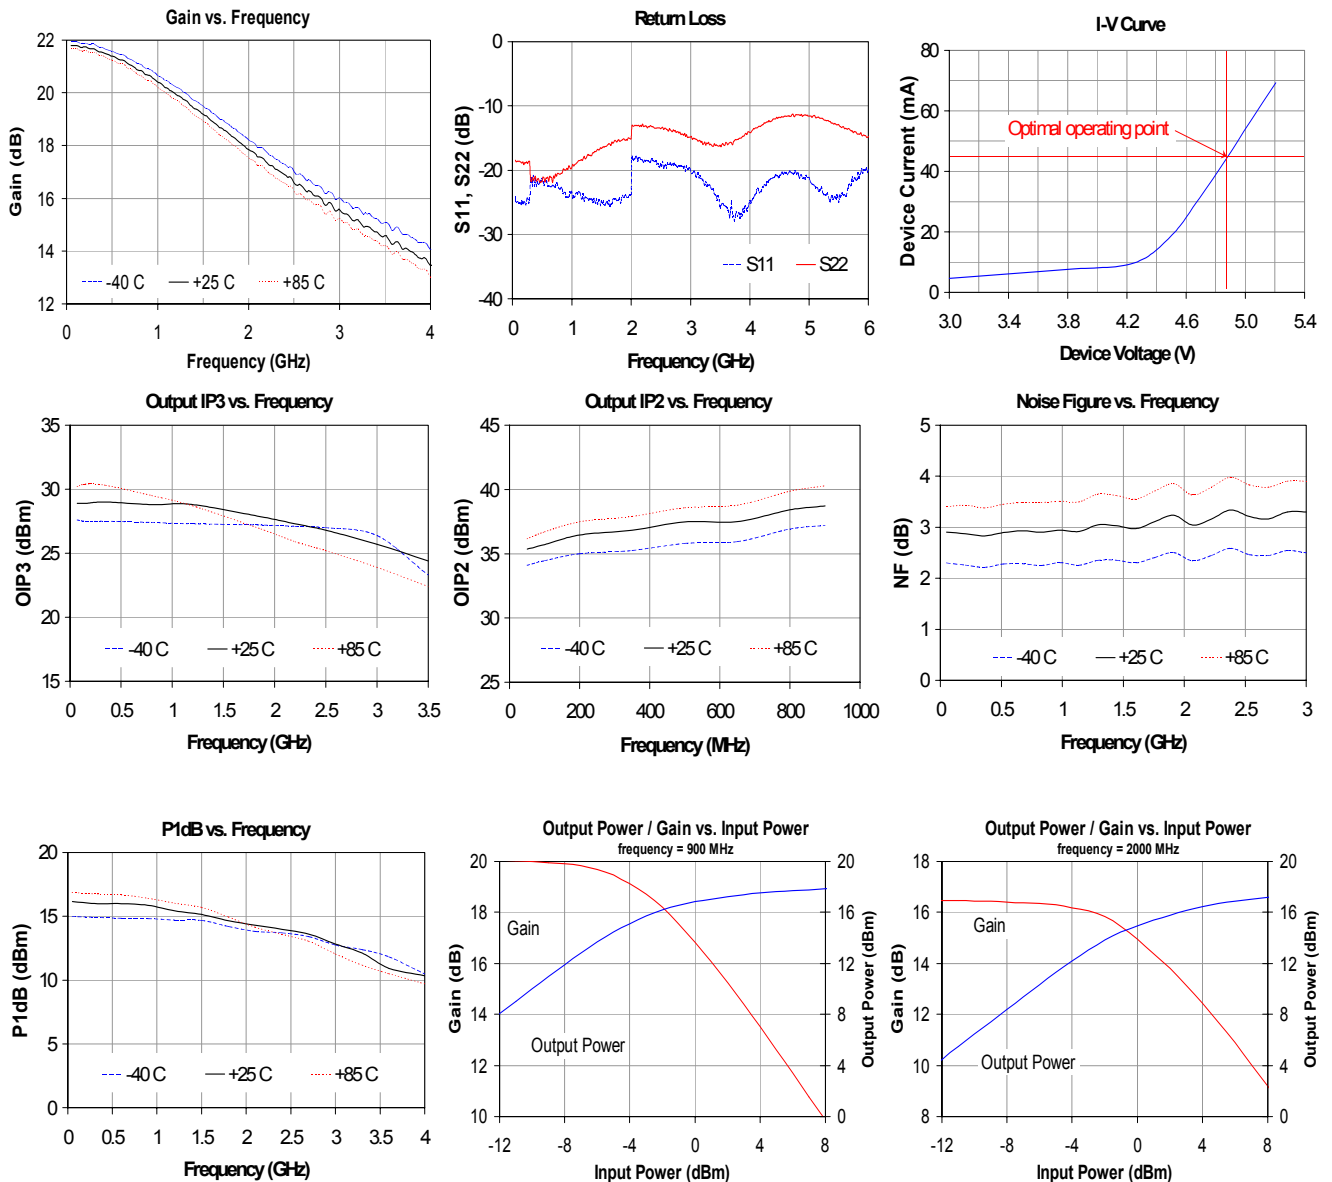 Gain vs. Frequency
Gain (dB)
22
20
18
16
14
12
-40 C
+25 C
+85 C
0 1 2 3 4
Frequency (GHz)
Return Loss
S11, S22 (dB)
0
-10
-20
-30
-40
S11
S22
0 1 2 3 4 5 6
Frequency (GHz)
I-V Curve
Device Current (mA)
80
60
40
20
0
Optimal operating point
3.0 3.4 3.8 4.2 4.6 5.0 5.4
Device Voltage (V)
Output IP3 vs. Frequency
OIP3 (dBm)
35
30
25
20
15
-40 C
+25 C
+85 C
0 0.5 1 1.5 2 2.5 3 3.5
Frequency (GHz)
Output IP2 vs. Frequency
OIP2 (dBm)
45
40
35
30
25
-40 C
+25 C
+85 C
0 200 400 600 800 1000
Frequency (MHz)
Noise Figure vs. Frequency
NF (dB)
5
4
3
2
1
0
-40 C
+25 C
+85 C
0 0.5 1 1.5 2 2.5 3
Frequency (GHz)
P1dB vs. Frequency
P1dB (dBm)
20
15
10
5
0
-40 C
+25 C
+85 C
0 0.5 1 1.5 2 2.5 3 3.5 4
Frequency (GHz)
Output Power / Gain vs. Input Power
frequency = 900 MHz
Gain (dB)
20
18
16
14
12
10
Gain
Output Power
20
16
12
8
4
0
Output Power (dBm)
-12 -8 -4 0 4 8
Input Power (dBm)
Output Power / Gain vs. Input Power
frequency = 2000 MHz
Gain (dB)
18
16
14
12
10
8
Gain
Output Power
20
16
12
8
4
0
Output Power (dBm)
-12 -8 -4 0 4 8
Input Power (dBm)